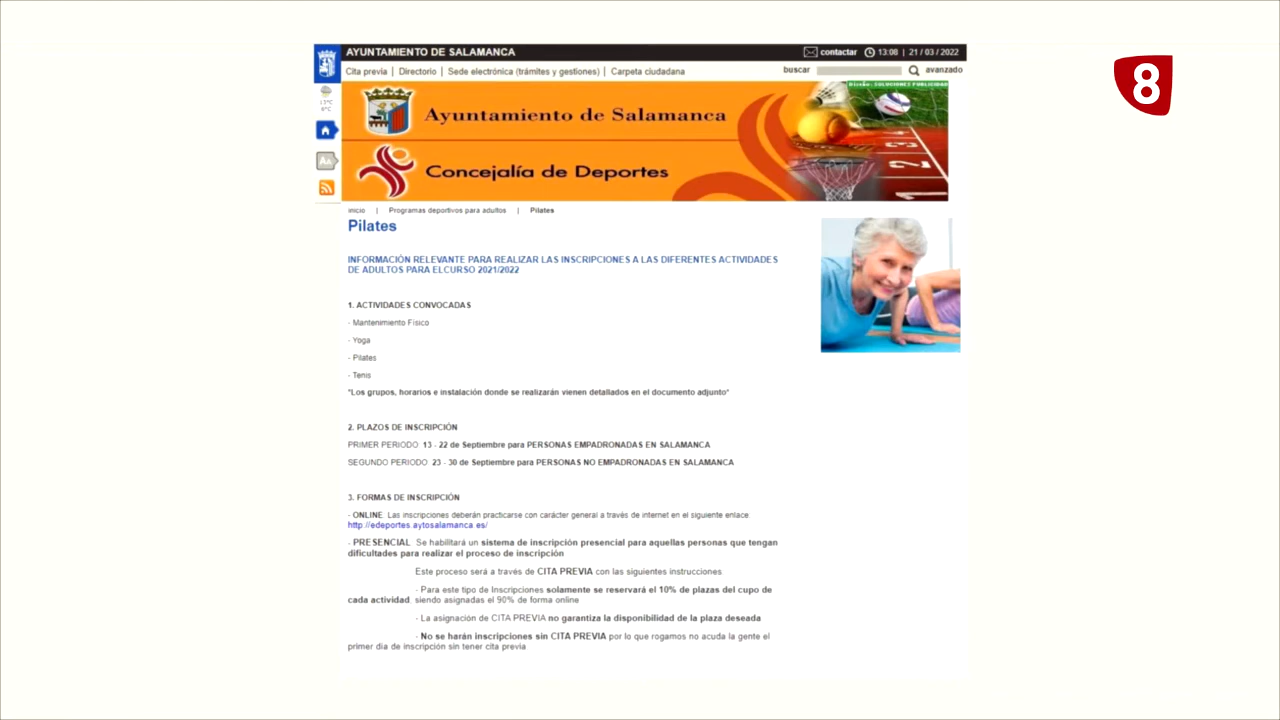 AYUNTAMIENTO DE SALAMANCA
contactar 13:08 | 21 / 03 / 2022
Cita previa | Directorio | Sede electrónica (trámites y gestiones) | Carpeta ciudadana
buscar avanzado
8
Diseño: SOLUCIONES PUBLICIDAD
13ºC
6ºC
Ayuntamiento de Salamanca
AA
Concejalía de Deportes
Inicio | Programas deportivos para adultos | Pilates
Pilates
INFORMACIÓN RELEVANTE PARA REALIZAR LAS INSCRIPCIONES A LAS DIFERENTES ACTIVIDADES
DE ADULTOS PARA ELCURSO 2021/2022
1. ACTIVIDADES CONVOCADAS
- Mantenimiento Físico
- Yoga
- Pilates
- Tenis
*Los grupos, horarios e instalación donde se realizarán vienen detallados en el documento adjunto*
2. PLAZOS DE INSCRIPCIÓN
PRIMER PERIODO 13 - 22 de Septiembre para PERSONAS EMPADRONADAS EN SALAMANCA
SEGUNDO PERIODO 23 - 30 de Septiembre para PERSONAS NO EMPADRONADAS EN SALAMANCA
3. FORMAS DE INSCRIPCIÓN
- ONLINE Las inscripciones deberán practicarse con carácter general a través de internet en el siguiente enlace
http://edeportes.aytosalamanca.es/
- PRESENCIAL Se habilitará un sistema de inscripción presencial para aquellas personas que tengan
dificultades para realizar el proceso de inscripción
Este proceso será a través de CITA PREVIA con las siguientes instrucciones
- Para este tipo de Inscripciones solamente se reservará el 10% de plazas del cupo de
cada actividad, siendo asignadas el 90% de forma online
- La asignación de CITA PREVIA no garantiza la disponibilidad de la plaza deseada
- No se harán inscripciones sin CITA PREVIA por lo que rogamos no acuda la gente el
primer día de inscripción sin tener cita previa